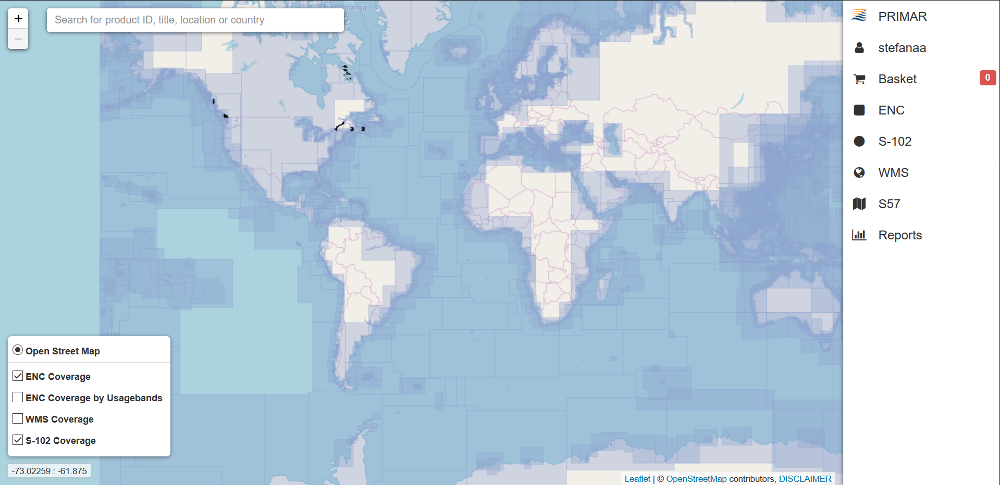 Imanga
+
Search for product ID, title, location or country
−
PRIMAR
stefanaa
Basket 0
ENC
S-102
WMS
S57
Reports
Open Street Map
ENC Coverage
ENC Coverage by Usagebands
WMS Coverage
S-102 Coverage
-73.02259 : -61.875
Leaflet | © OpenStreetMap contributors, DISCLAIMER